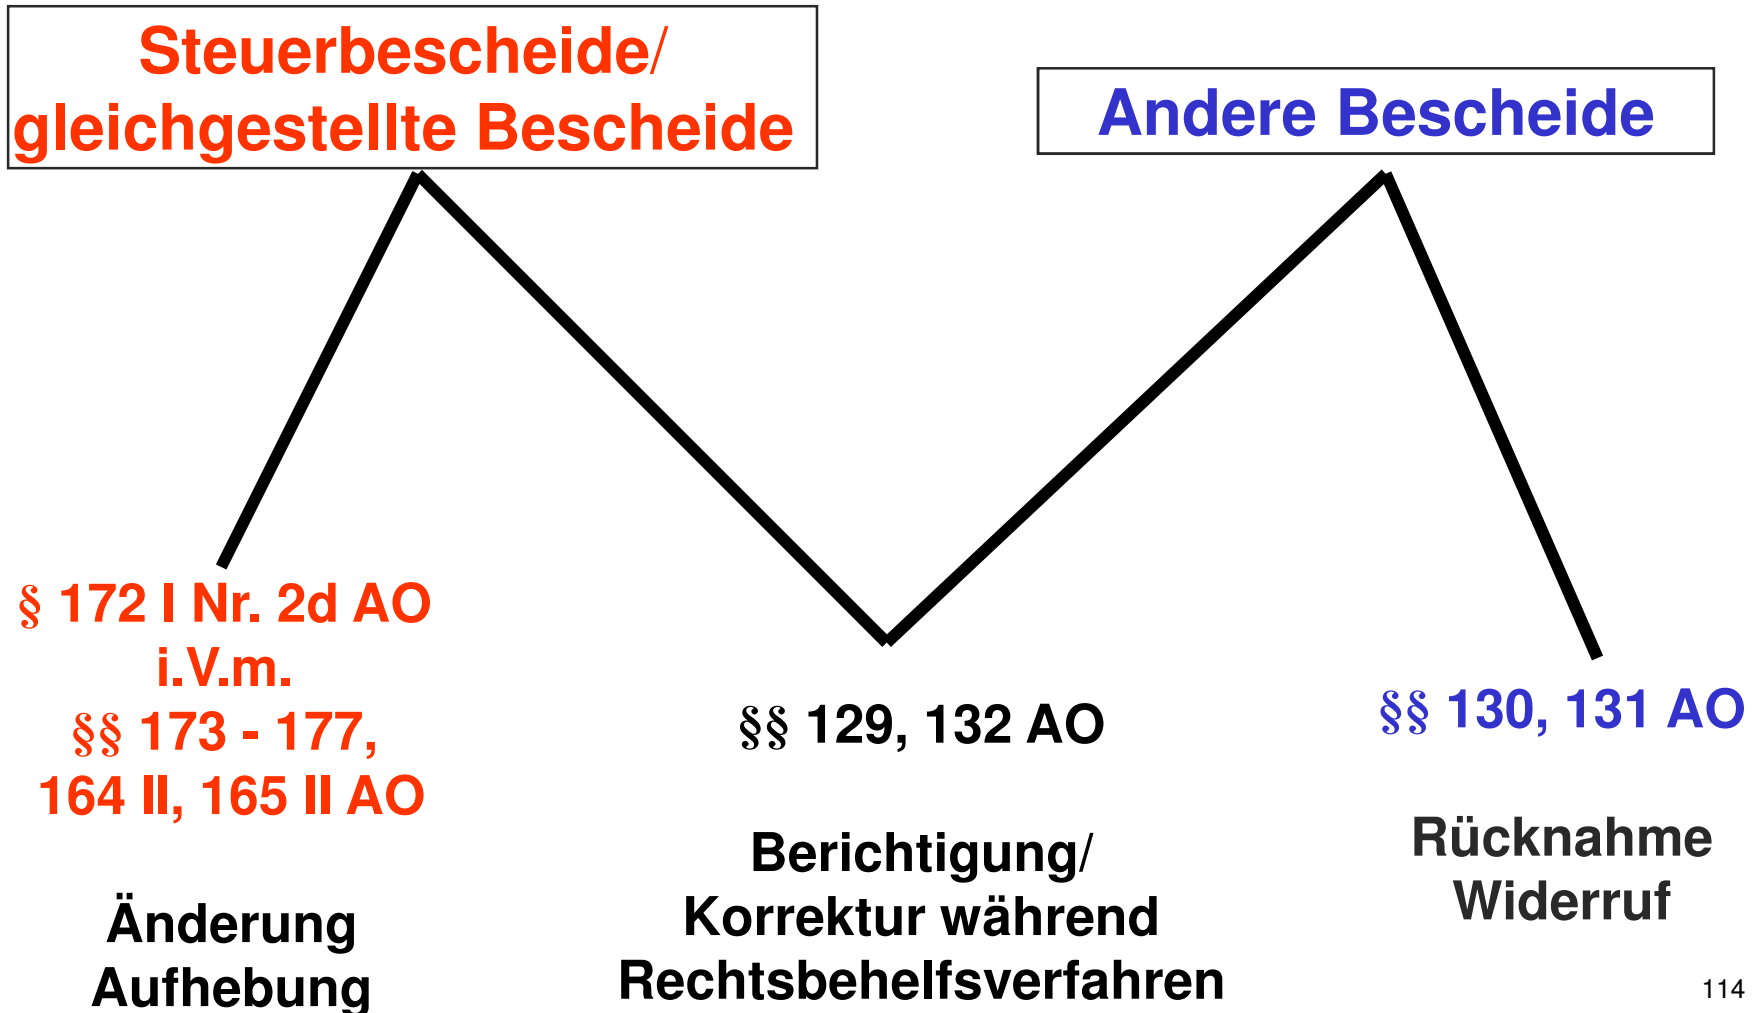 Steuerbescheide/
gleichgestellte Bescheide
Andere Bescheide
§ 172 I Nr. 2d AO
i.V.m.
§§ 173 - 177,
164 II, 165 II AO
Änderung
Aufhebung
§§ 129, 132 AO
Berichtigung/
Korrektur während
Rechtsbehelfsverfahren
§§ 130, 131 AO
Rücknahme
Widerruf
114